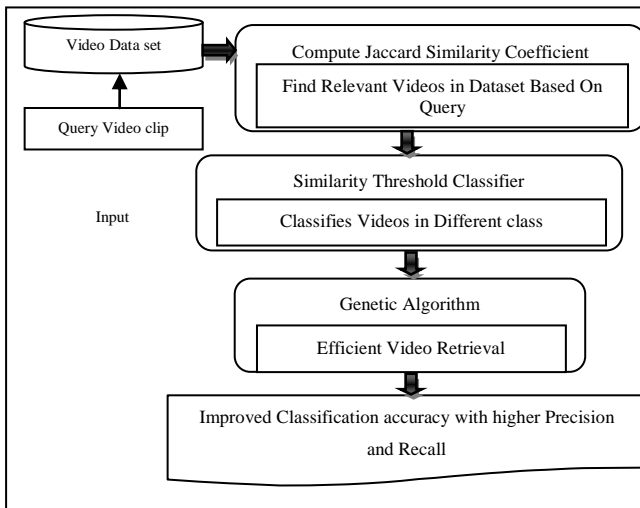 Video Data set
Query Video clip
Input
Compute Jaccard Similarity Coefficient
Find Relevant Videos in Dataset Based On
Query
Similarity Threshold Classifier
Classifies Videos in Different class
Genetic Algorithm
Efficient Video Retrieval
Improved Classification accuracy with higher Precision
and Recall